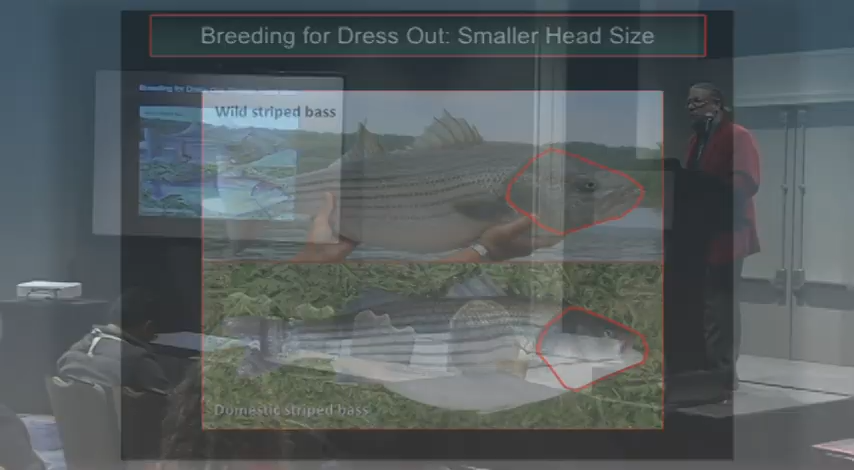 Breeding for Dress Out: Smaller Head Size
Wild striped bass
Domestic striped bass